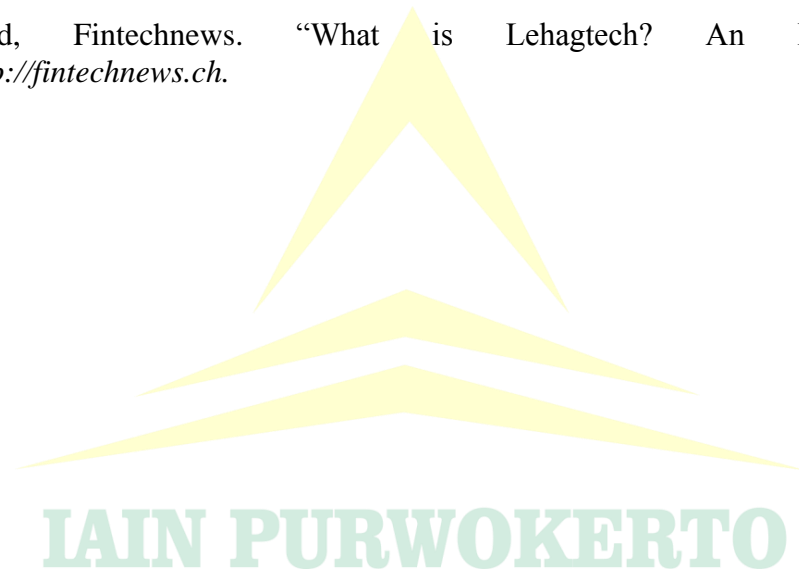 d, Fintechnews. “What is Lehagtech? An
://fintechnews.ch.
IAIN PURWOKERTO